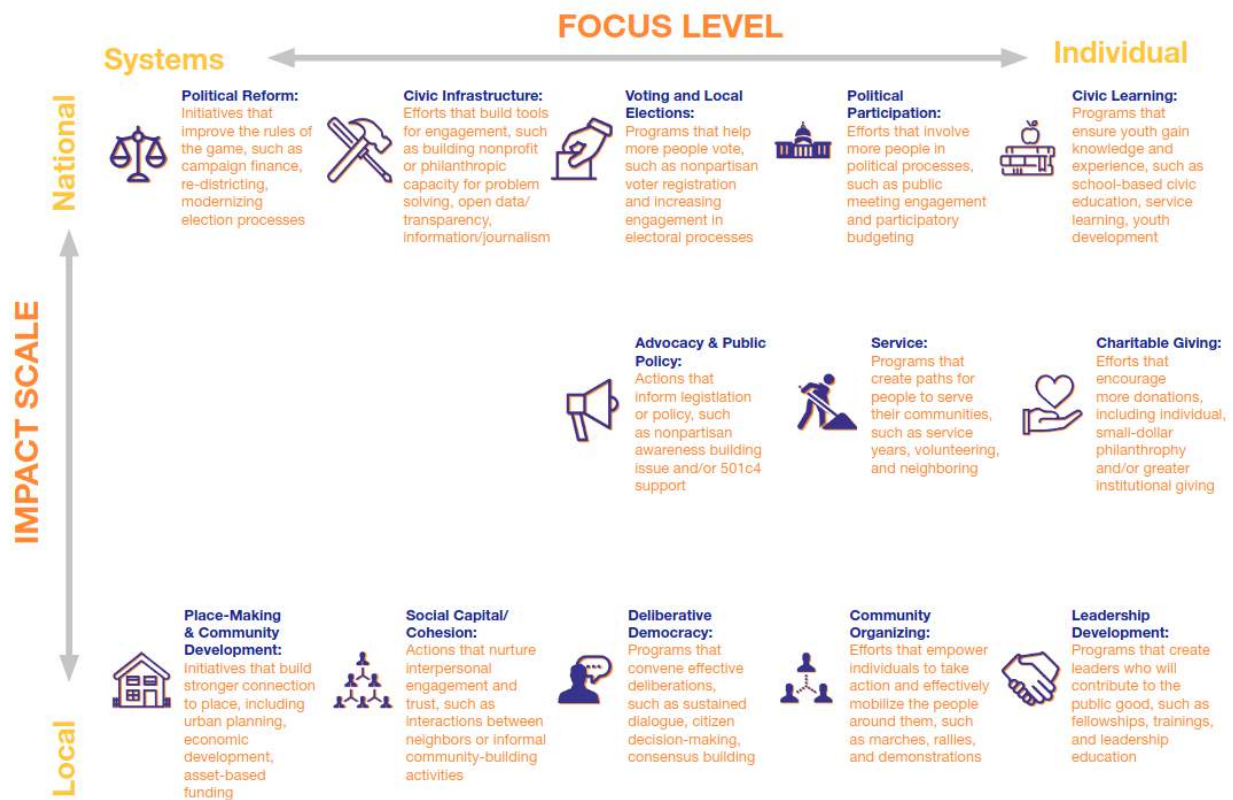 FOCUS LEVEL
Systems
Individual
National
IMPACT SCALE
Local
Political Reform:
Initiatives that
improve the rules of
the game, such as
campaign finance,
re-districting,
modernizing
election processes
Civic Infrastructure:
Efforts that build tools
for engagement, such
as building nonprofit
or philanthropic
capacity for problem
solving, open data/
transparency,
information/journalism
Voting and Local
Elections:
Programs that help
more people vote,
such as nonpartisan
voter registration
and increasing
engagement in
electoral processes
Political
Participation:
Efforts that involve
more people in
political processes,
such as public
meeting engagement
and participatory
budgeting
Civic Learning:
Programs that
ensure youth gain
knowledge and
experience, such as
school-based civic
education, service
learning, youth
development
Advocacy & Public
Policy:
Actions that
inform legistlation
or policy, such
as nonpartisan
awareness building
issue and/or 501c4
support
Service:
Programs that
create paths for
people to serve
their communities,
such as service
years, volunteering,
and neighboring
Charitable Giving:
Efforts that
encourage
more donations,
including individual,
small-dollar
philanthrophy
and/or greater
institutional giving
Place-Making
& Community
Development:
Initiatives that build
stronger connection
to place, including
urban planning,
economic
development,
asset-based
funding
Social Capital/
Cohesion:
Actions that nurture
interpersonal
engagement and
trust, such as
interactions between
neighbors or informal
community-building
activities
Deliberative
Democracy:
Programs that
convene effective
deliberations,
such as sustained
dialogue, citizen
decision-making,
consensus building
Community
Organizing:
Efforts that empower
individuals to take
action and effectively
mobilize the people
around them, such
as marches, rallies,
and demonstrations
Leadership
Development:
Programs that create
leaders who will
contribute to the
public good, such as
fellowships, trainings,
and leadership
education